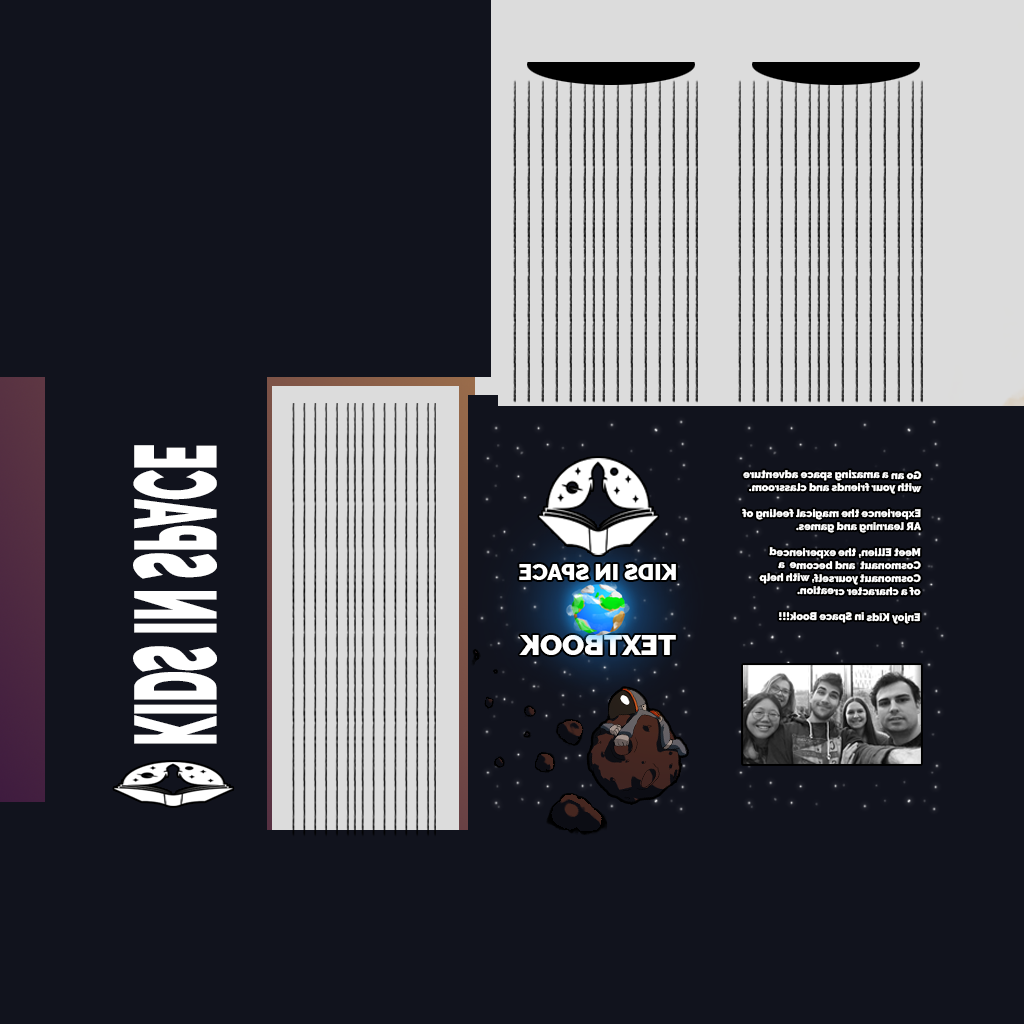 KIDS IN SPACE
KIDS IN SPACE
TEXTBOOK
Go on a amazing space adventure
with your friends and classroom.
Experience the magical feeling of
AR learning and games.
Meet Ellien, the experienced
Cosmonaut and become a
Cosmonaut yourself, with help
of a character creation.
Enjoy Kids in Space Book!!!